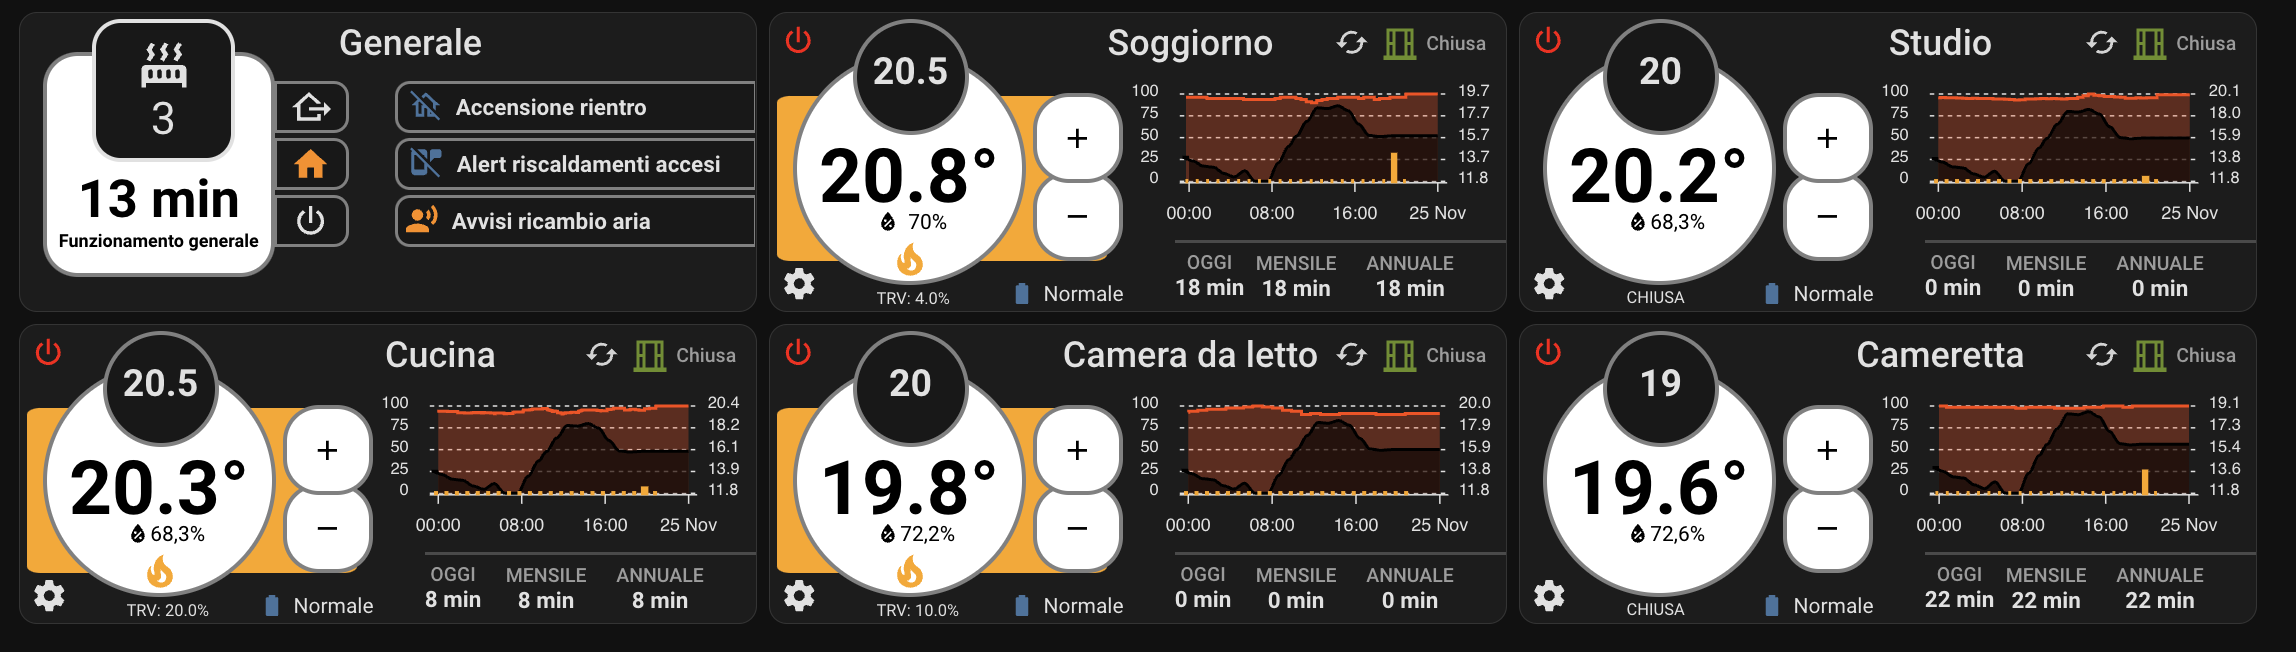 Generale
3
13 min
Funzionamento generale
Accensione rientro
Alert riscaldamenti accesi
Avvisi ricambio aria
Soggiorno
Chiusa
20.5
20.8°
70%
TRV: 4.0%
+
−
Normale
100 19.7
75 17.7
50 15.7
25 13.7
0 11.8
00:00 08:00 16:00 25 Nov
OGGI MENSILE ANNUALE
18 min 18 min 18 min
Studio
Chiusa
20
20.2°
68,3%
CHIUSA
+
−
Normale
100 20.1
75 18.0
50 15.9
25 13.8
0 11.8
00:00 08:00 16:00 25 Nov
OGGI MENSILE ANNUALE
0 min 0 min 0 min
Cucina
Chiusa
20.5
20.3°
68,3%
TRV: 20.0%
+
−
Normale
100 20.4
75 18.2
50 16.1
25 13.9
0 11.8
00:00 08:00 16:00 25 Nov
OGGI MENSILE ANNUALE
8 min 8 min 8 min
Camera da letto
Chiusa
20
19.8°
72,2%
TRV: 10.0%
+
−
Normale
100 20.0
75 17.9
50 15.9
25 13.8
0 11.8
00:00 08:00 16:00 25 Nov
OGGI MENSILE ANNUALE
0 min 0 min 0 min
Cameretta
Chiusa
19
19.6°
72,6%
CHIUSA
+
−
Normale
100 19.1
75 17.3
50 15.4
25 13.6
0 11.8
00:00 08:00 16:00 25 Nov
OGGI MENSILE ANNUALE
22 min 22 min 22 min